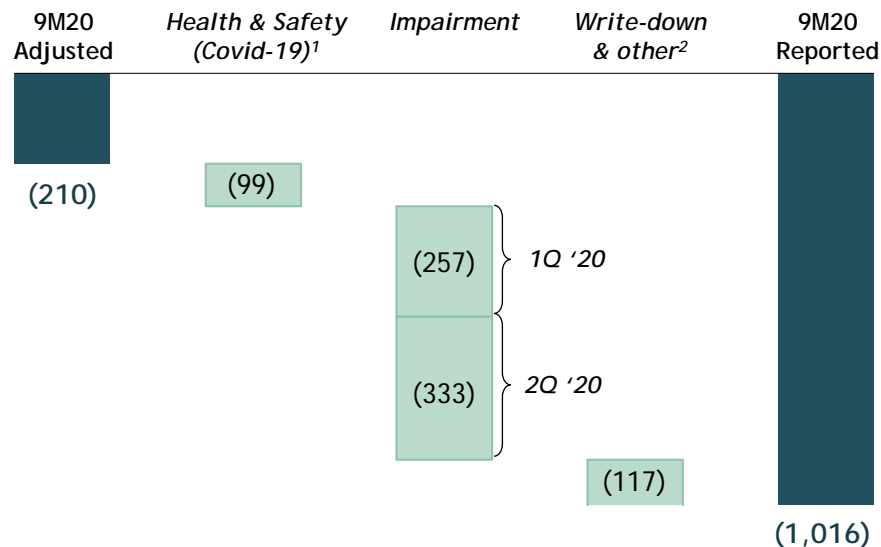 9M20
Adjusted
Health & Safety
(Covid-19)¹
Impairment
Write-down
& other²
9M20
Reported
(210)
(99)
(257)
1Q ‘20
(333)
2Q ‘20
(117)
(1,016)